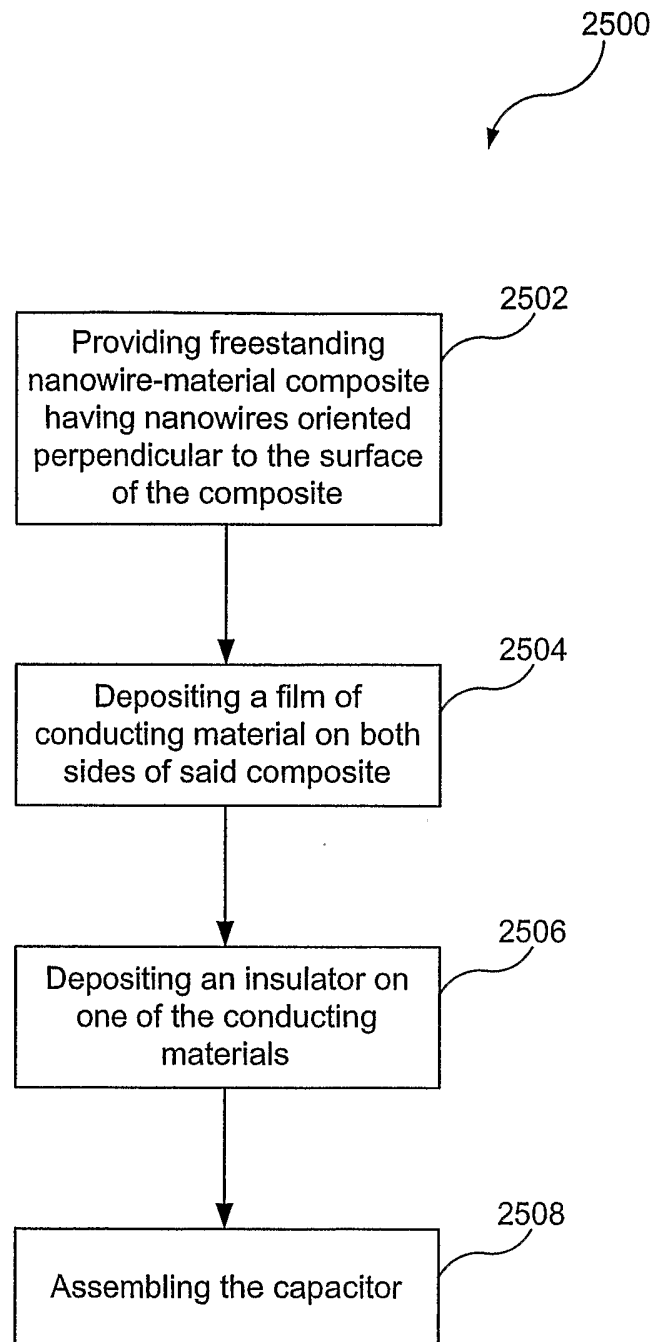 2500
2502
Providing freestanding
nanowire-material composite
having nanowires oriented
perpendicular to the surface
of the composite
2504
Depositing a film of
conducting material on both
sides of said composite
2506
Depositing an insulator on
one of the conducting
materials
2508
Assembling the capacitor